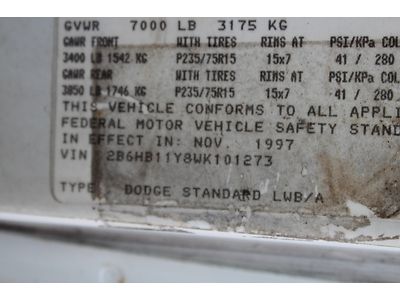 GVWR 7000 LB 3175 KG
GAWR FRONT WITH TIRES RIMS AT PSI/KPa COL
3400 LB 1542 KG P235/75R15 15x7 41 / 280
GAWR REAR WITH TIRES RIMS AT PSI/KPa COL
3850 LB 1746 KG P235/75R15 15x7 41 / 280
THIS VEHICLE CONFORMS TO ALL APPLI
FEDERAL MOTOR VEHICLE SAFETY STAND
IN EFFECT IN: NOV. 1997
VIN : 2B6HB11Y8WK101273
TYPE : DODGE STANDARD LWB/A